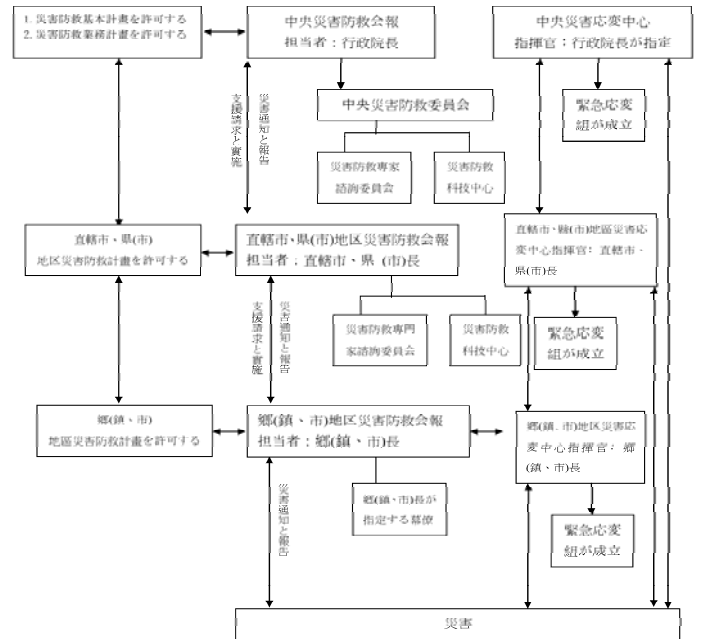 1. 災害防救基本計畫を許可する
2. 災害防救業務計畫を許可する
中央災害防救会報
担当者：行政院長
中央災害応変中心
指揮官；行政院長が指定
支援請求と實施
災害通知と報告
中央災害防救委員会
緊急応変
組が成立
災害防救専家
諮詢委員会
災害防救
科技中心
直轄市、県(市)
地区災害防救計畫を許可する
直轄市、県(市)地区災害防救会報
担当者；直轄市、県 (市)長
直轄市、縣(市)地區災害応
変中心指揮官：直轄市、
県(市)長
支援請求と實施
災害通知と報告
災害防救専門
家諮詢委員会
災害防救
科技中心
緊急応変
組が成立
鄉(鎮、市)
地區災害防救計畫を許可する
鄉(鎮、市)地区災害防救会報
担当者：鄉(鎮、市)長
鄉(鎮、市)地区災害応
変中心指揮官：鄉
(鎮、市)長
災害通知と報告
鄉(鎮、市)長が
指定する幕僚
緊急応変
組が成立
災害